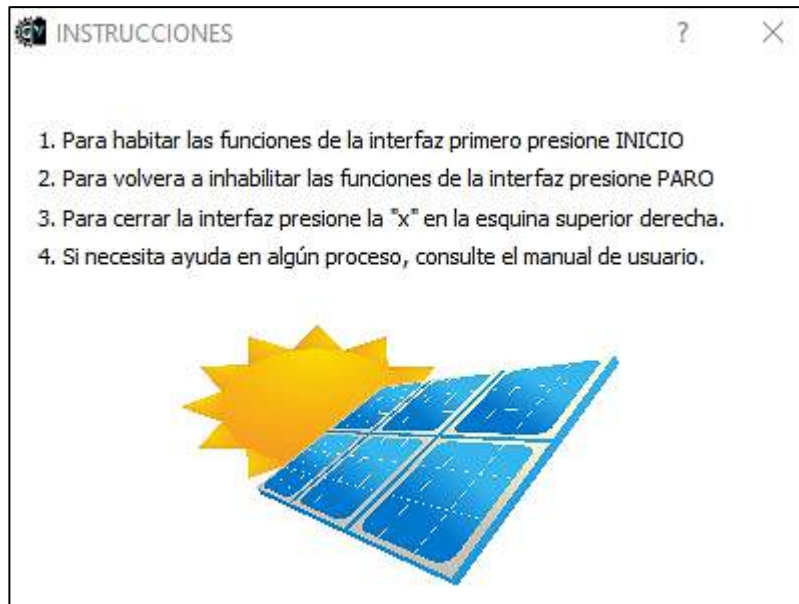 INSTRUCCIONES
1. Para habitar las funciones de la interfaz primero presione INICIO
2. Para volvera a inhabilitar las funciones de la interfaz presione PARO
3. Para cerrar la interfaz presione la "x" en la esquina superior derecha.
4. Si necesita ayuda en algún proceso, consulte el manual de usuario.